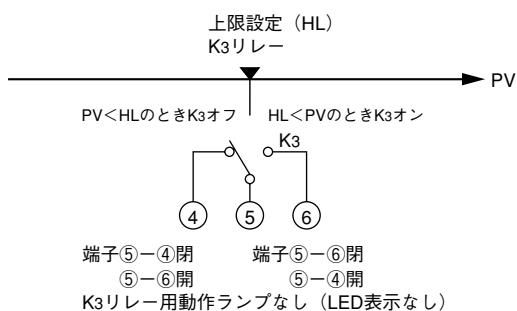 上限設定（HL）
K3リレー
PV
PV＜HLのときK3オフ
HL＜PVのときK3オン
K3
4
5
6
端子⑤－④閉
⑤－⑥開
端子⑤－⑥閉
⑤－④開
K3リレー用動作ランプなし（LED表示なし）